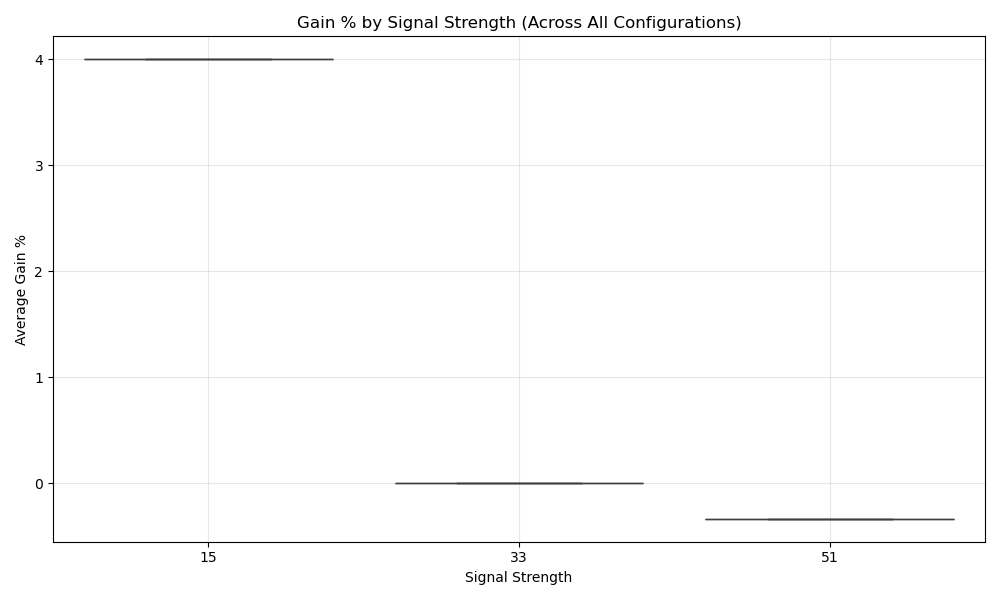 Gain % by Signal Strength (Across All Configurations)
Average Gain %
4
3
2
1
0
15 33 51
Signal Strength